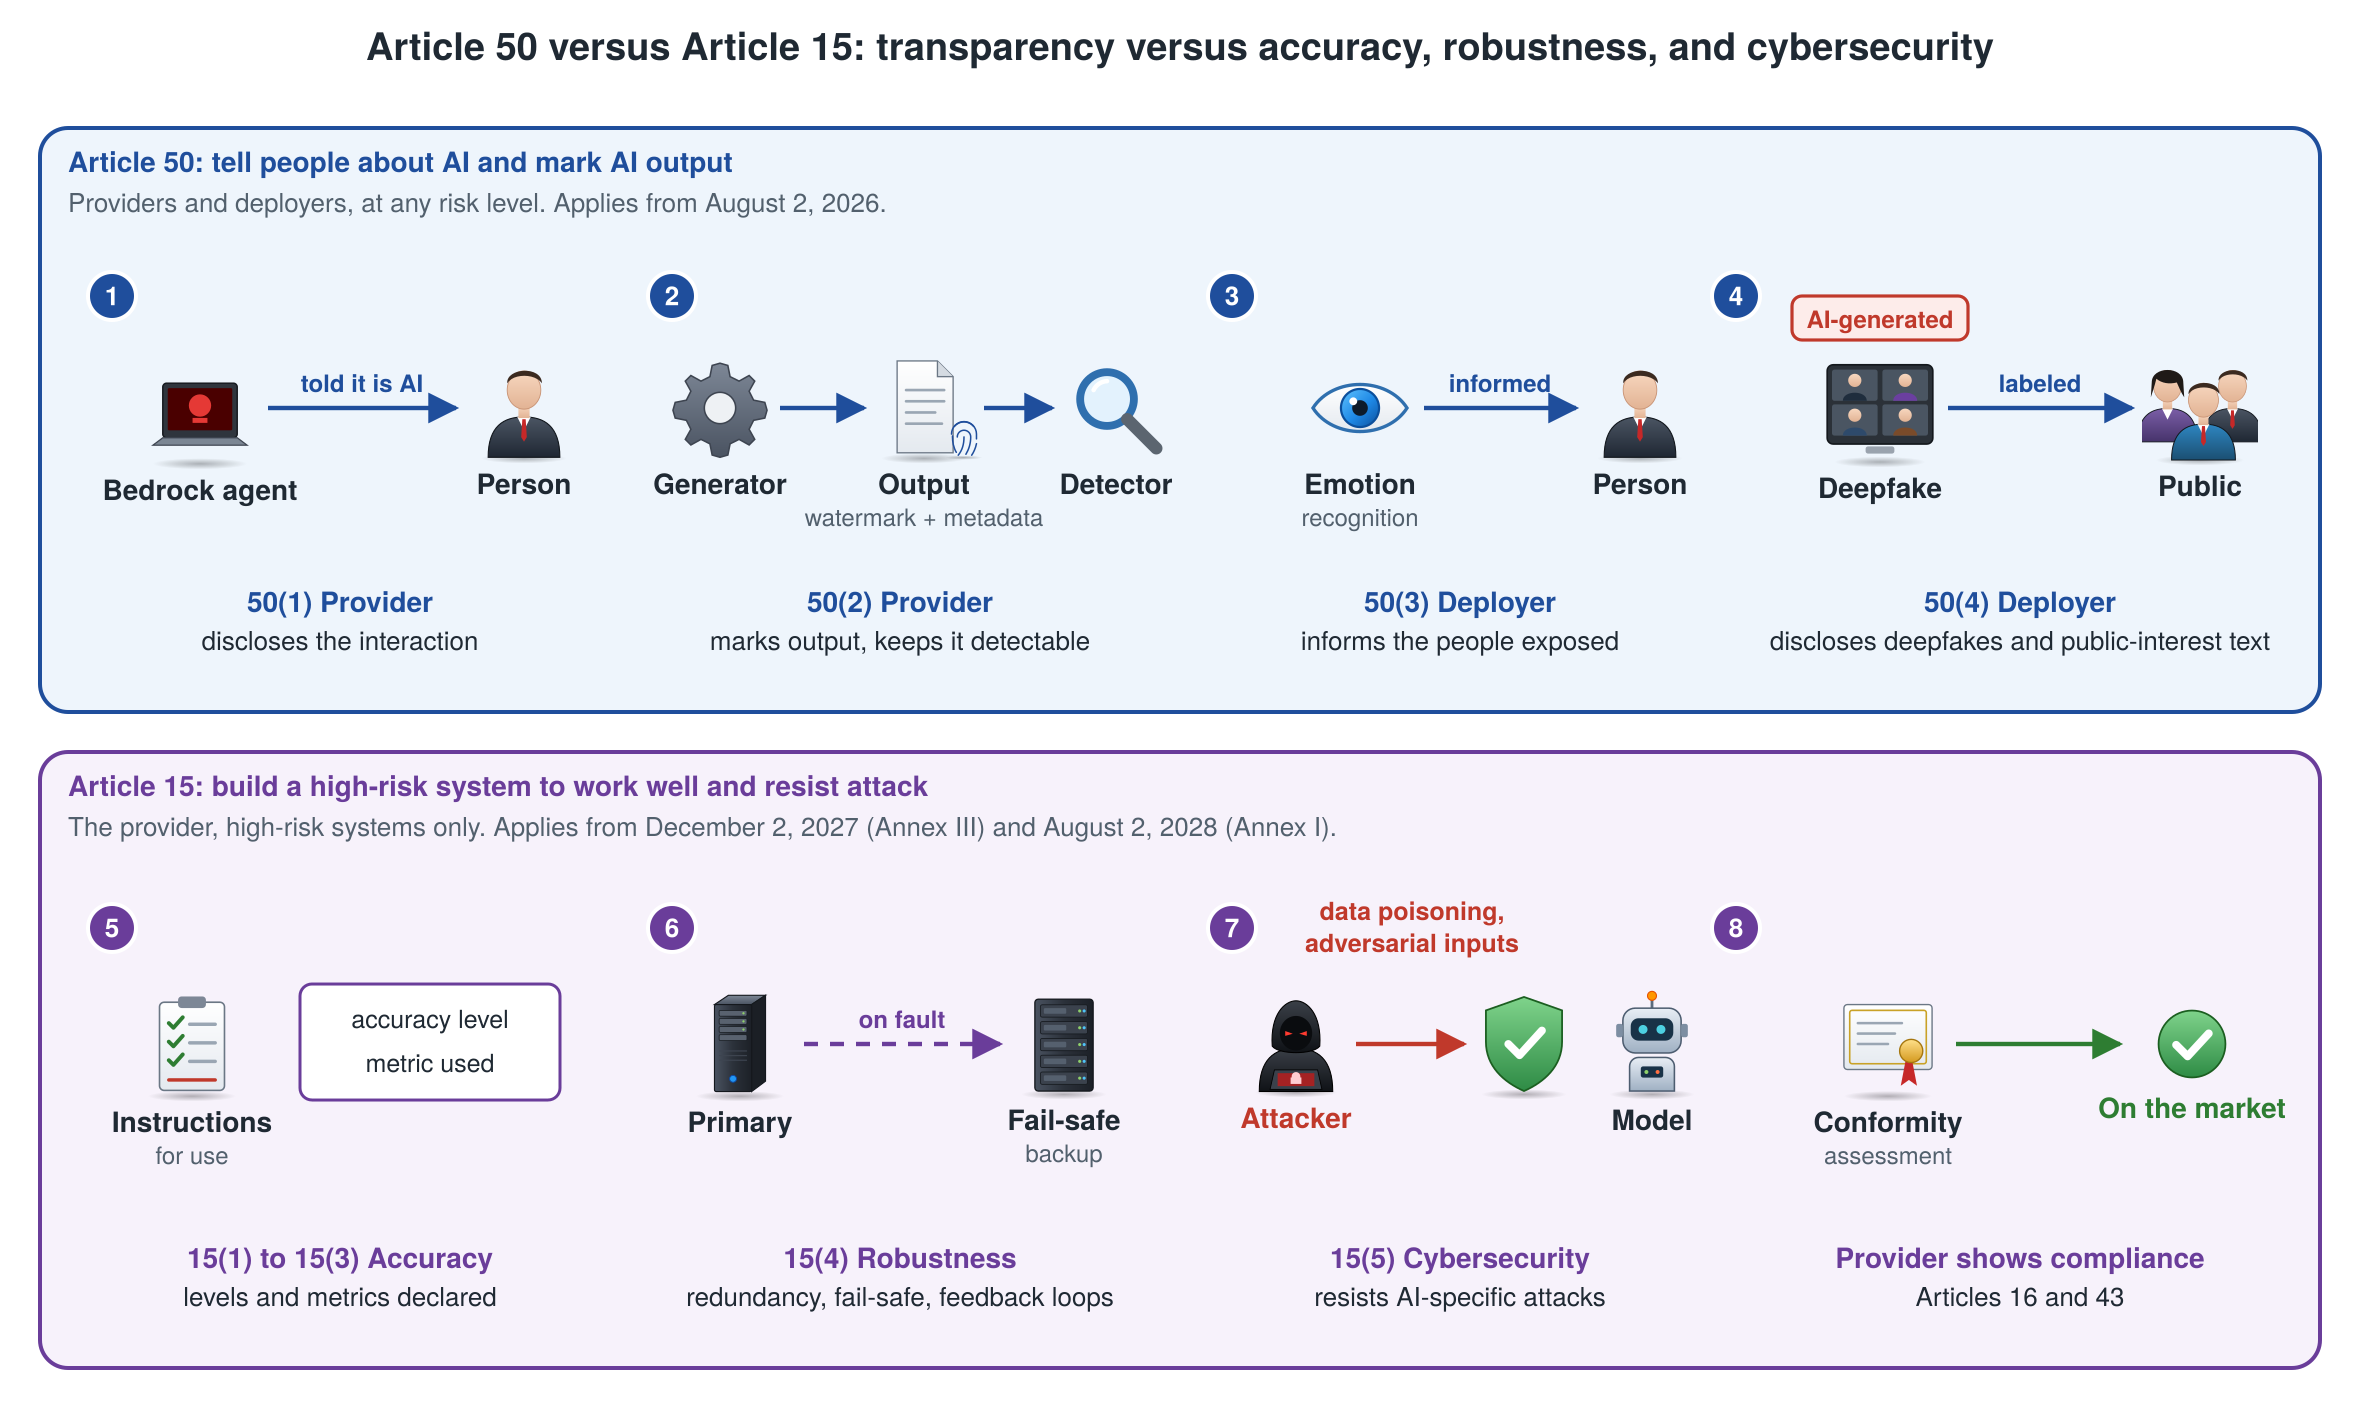 Article 50 versus Article 15: transparency versus accuracy, robustness, and cybersecurity
Article 50: tell people about AI and mark AI output
Providers and deployers, at any risk level. Applies from August 2, 2026.
1
told it is AI
Bedrock agent
Person
50(1) Provider
discloses the interaction
2
Generator
Output
watermark + metadata
Detector
50(2) Provider
marks output, keeps it detectable
3
informed
Emotion
recognition
Person
50(3) Deployer
informs the people exposed
4
AI-generated
labeled
Deepfake
Public
50(4) Deployer
discloses deepfakes and public-interest text
Article 15: build a high-risk system to work well and resist attack
The provider, high-risk systems only. Applies from December 2, 2027 (Annex III) and August 2, 2028 (Annex I).
5
accuracy level
metric used
Instructions
for use
15(1) to 15(3) Accuracy
levels and metrics declared
6
on fault
Primary
Fail-safe
backup
15(4) Robustness
redundancy, fail-safe, feedback loops
7
data poisoning,
adversarial inputs
Attacker
Model
15(5) Cybersecurity
resists AI-specific attacks
8
Conformity
assessment
On the market
Provider shows compliance
Articles 16 and 43